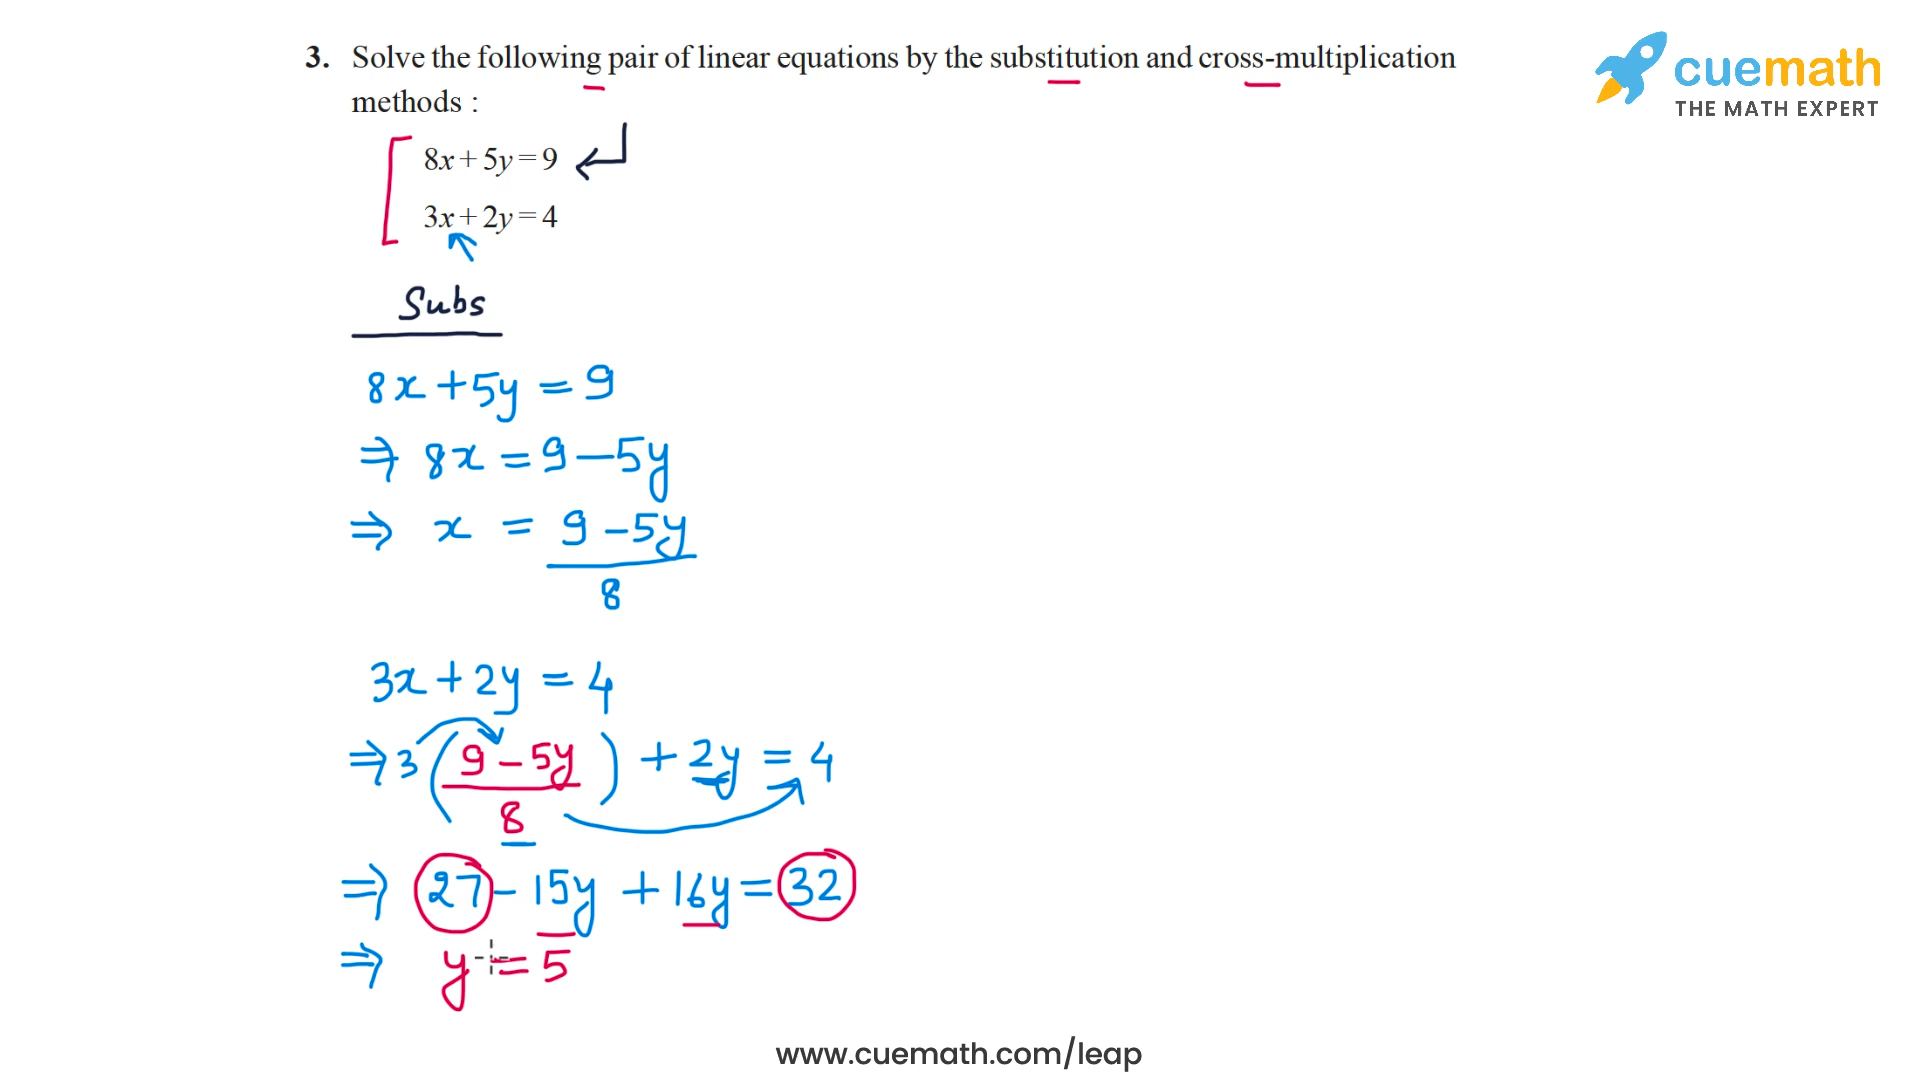 3. Solve the following pair of linear equations by the substitution and cross-multiplication
methods :
cuemath
THE MATH EXPERT
8x + 5y = 9
3x + 2y = 4
Subs
8x + 5y = 9
⇒ 8x = 9 – 5y
⇒ x = 9 – 5y
8
3x + 2y = 4
⇒ 3 ( 9 – 5y ) + 2y = 4
8
⇒ 27 – 15y + 16y = 32
⇒ y = 5
www.cuemath.com/leap